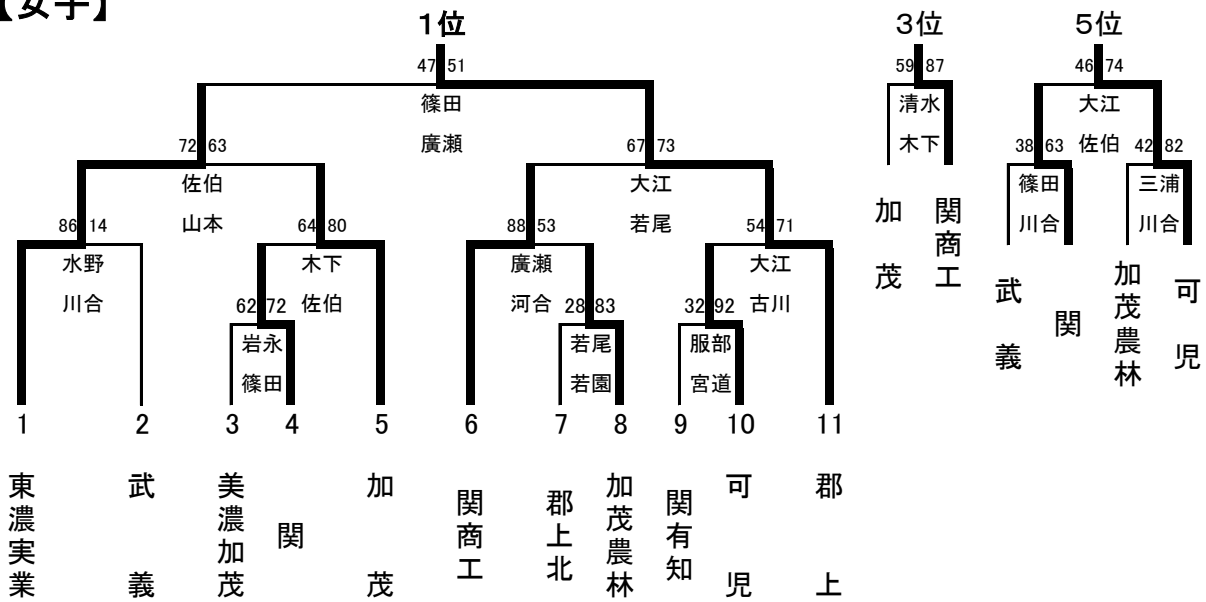 【女子】
1位
3位
5位
47 51
59 87
46 74
篠田
廣瀬
清水
木下
大江
佐伯
72 63
67 73
38 63
42 82
佐伯
山本
大江
若尾
篠田
川合
三浦
川合
加茂
関商工
86 14
64 80
88 53
54 71
水野
川合
木下
佐伯
廣瀬
河合
大江
古川
武義
関
加茂農林
可児
62 72
28 83
32 92
岩永
篠田
若尾
若園
服部
宮道
1 2 3 4 5 6 7 8 9 10 11
東濃実業
武義
美濃加茂
関
加茂
関商工
郡上北
加茂農林
関有知
可児
郡上